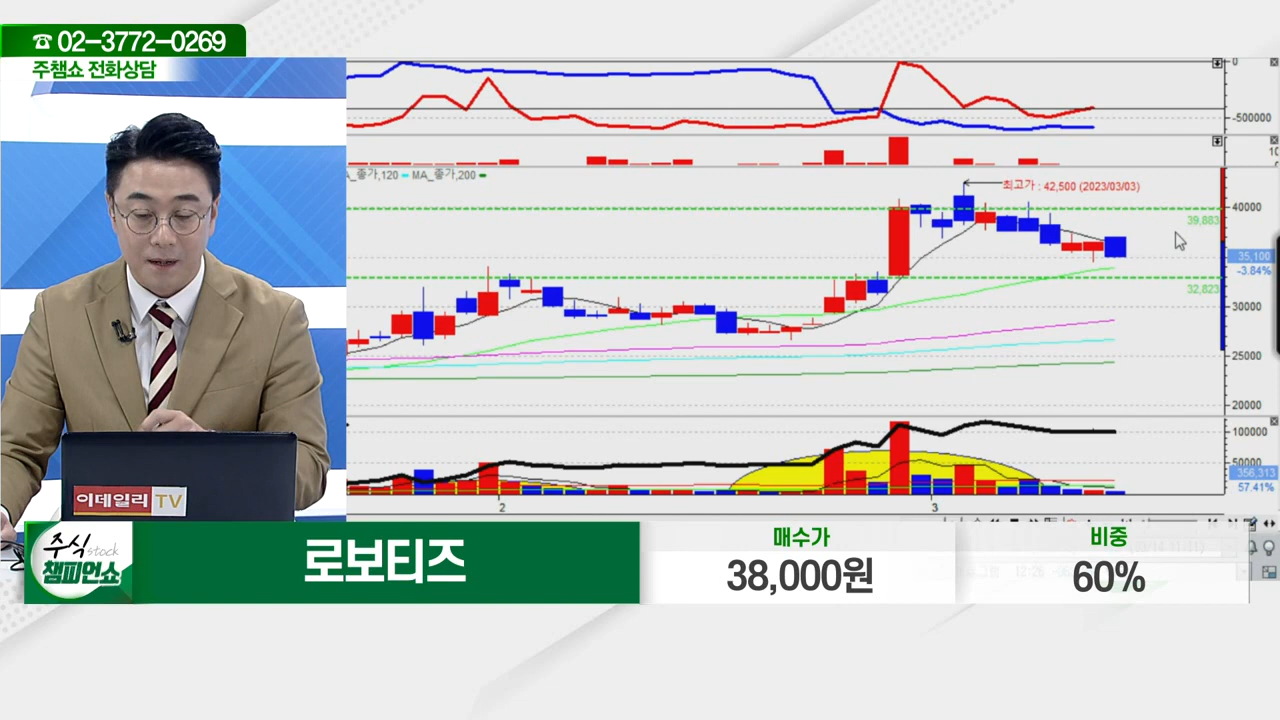 ☎ 02-3772-0269
주챔쇼 전화상담
0
-500000
A_종가,120 MA_종가,200
최고가 : 42,500 (2023/03/03)
40000
39,883
35,100
-3.84%
32,823
30000
25000
20000
100000
50000
356,313
57.41%
2
3
이데일리 TV
주식 stock
챔피언쇼
로보티즈
매수가
38,000원
비중
60%